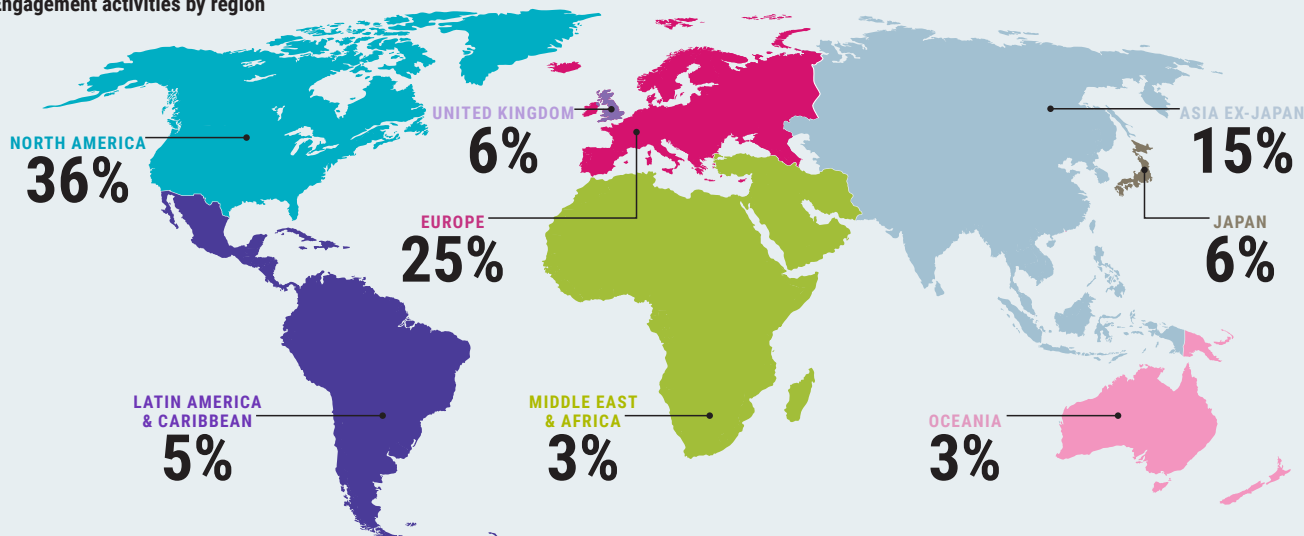 Engagement activities by region
NORTH AMERICA
36%
UNITED KINGDOM
6%
ASIA EX-JAPAN
15%
EUROPE
25%
JAPAN
6%
LATIN AMERICA
& CARIBBEAN
5%
MIDDLE EAST
& AFRICA
3%
OCEANIA
3%